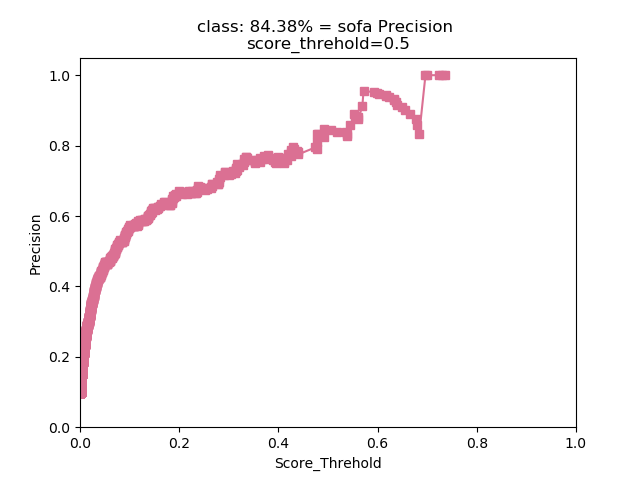 class: 84.38% = sofa Precision
score_threhold=0.5
1.0
0.8
0.6
0.4
0.2
0.0
Precision
0.0 0.2 0.4 0.6 0.8 1.0
Score_Threhold